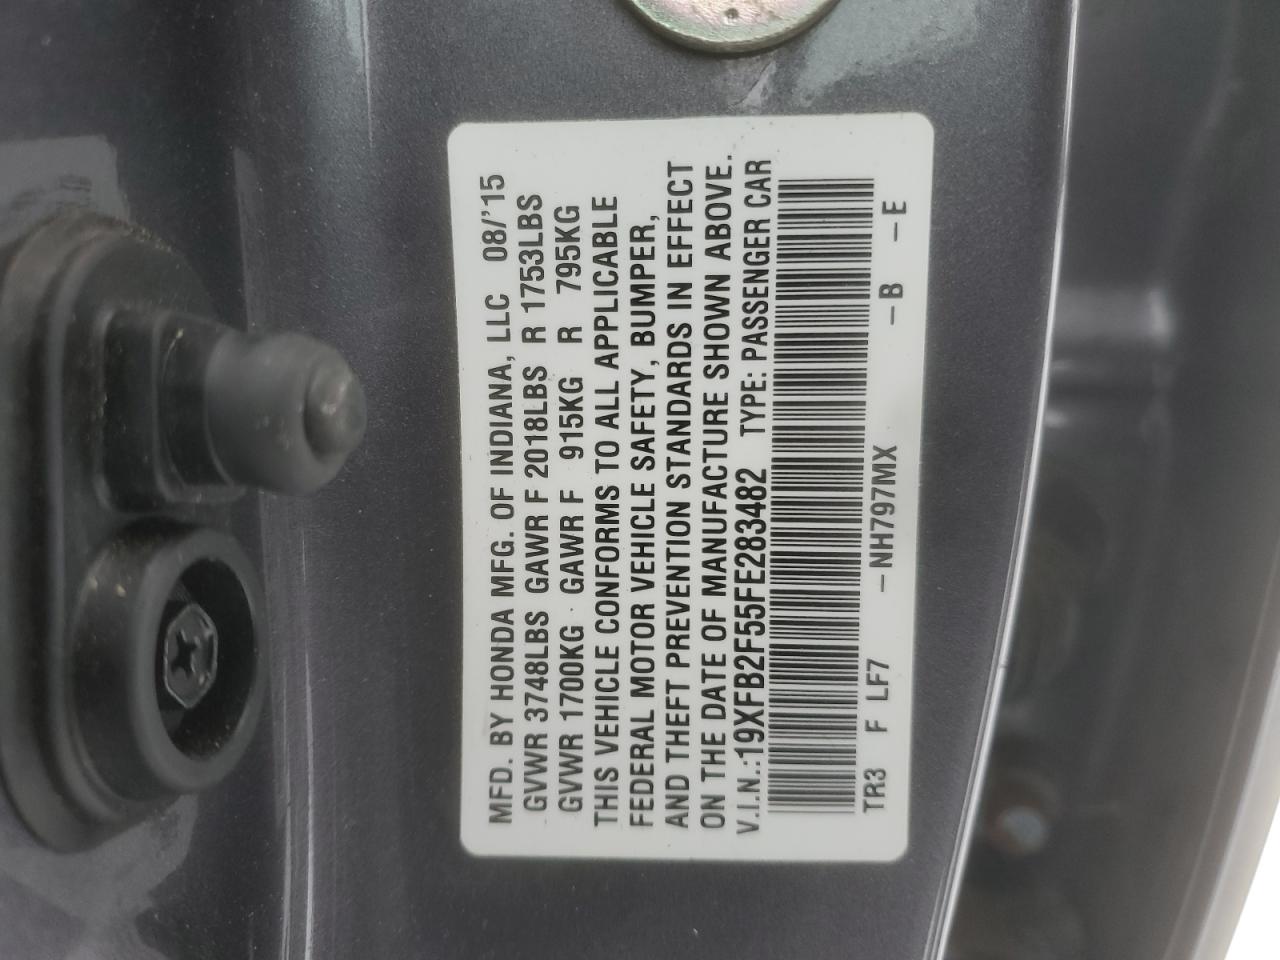 MFD. BY HONDA MFG. OF INDIANA, LLC 08/'15
GVWR 3748LBS GAWR F 2018LBS R 1753LBS
GVWR 1700KG GAWR F 915KG R 795KG
THIS VEHICLE CONFORMS TO ALL APPLICABLE
FEDERAL MOTOR VEHICLE SAFETY, BUMPER,
AND THEFT PREVENTION STANDARDS IN EFFECT
ON THE DATE OF MANUFACTURE SHOWN ABOVE.
V.I.N.:19XFB2F55FE283482 TYPE: PASSENGER CAR
TR3 F LF7 -NH797MX -B -E